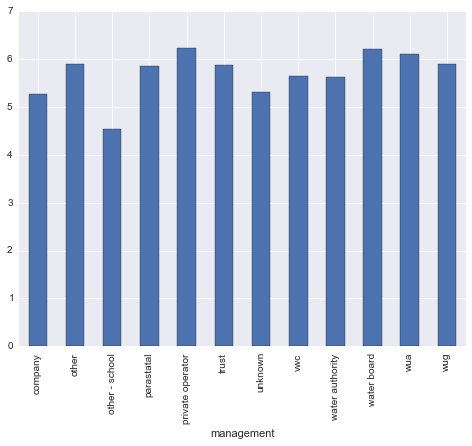 7
6
5
4
3
2
1
0
company
other
other - school
parastatal
private operator
trust
unknown
vwc
water authority
water board
wua
wug
management